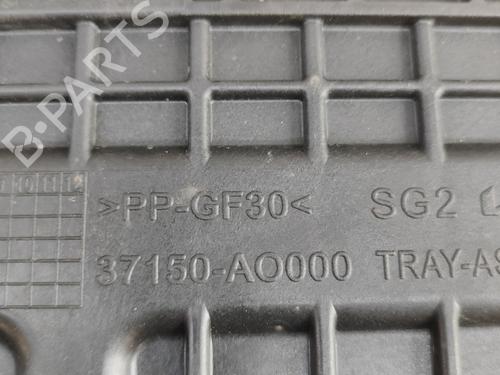 B-PARTS
>PP-GF30< SG2
37150-AO000 TRAY-AS